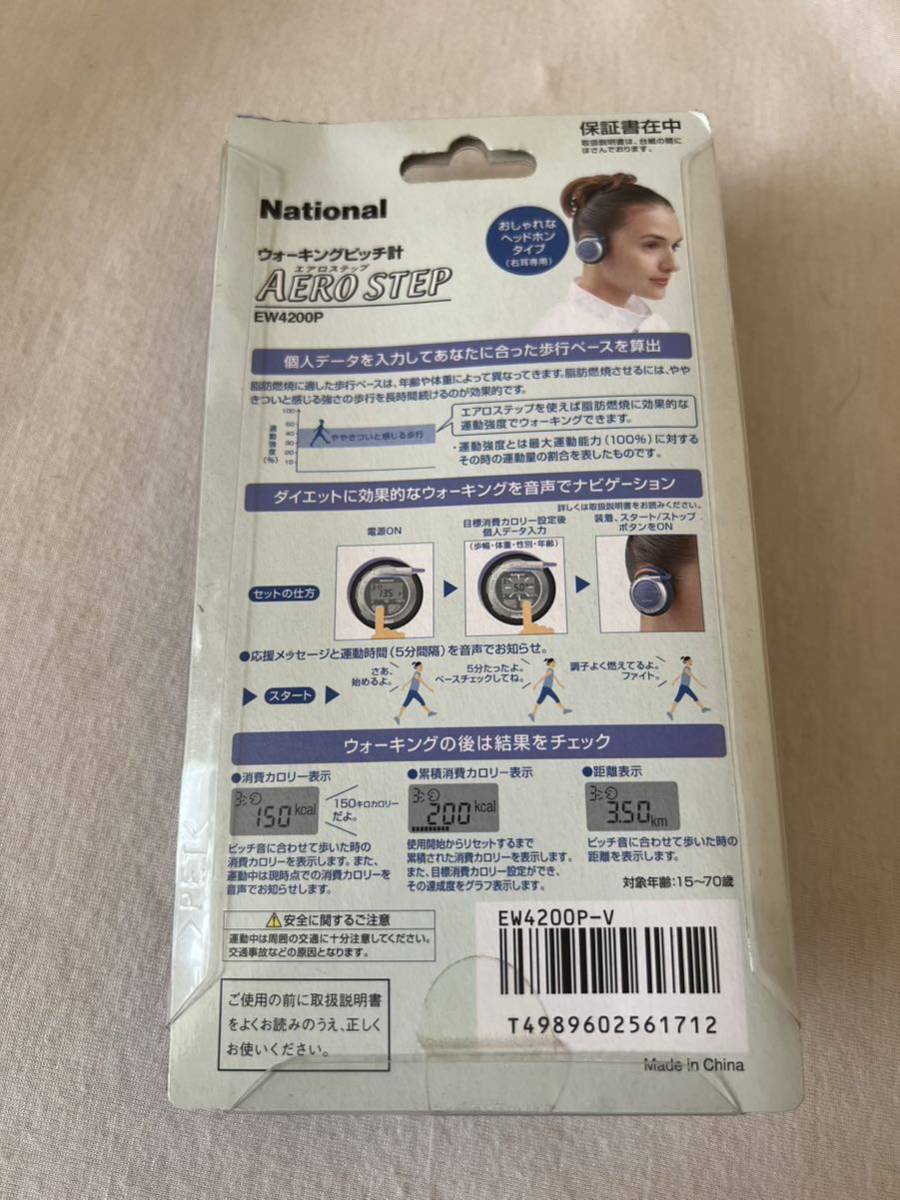 保証書在中
取扱説明書は、台紙の間に
はさんでおります。
National
おしゃれな
ヘッドホン
タイプ
(右耳専用)
ウォーキングピッチ計
エアロステップ
AERO STEP
EW4200P
個人データを入力してあなたに合った歩行ペースを算出
脂肪燃焼に適した歩行ペースは、年齢や体重によって異なってきます。脂肪燃焼させるには、やや
きついと感じる強さの歩行を長時間続けるのが効果的です。
運動強度(%)
100
ややきついと感じる歩行
エアロステップを使えば脂肪燃焼に効果的な
運動強度でウォーキングできます。
・運動強度とは最大運動能力(100%)に対する
その時の運動量の割合を表したものです。
ダイエットに効果的なウォーキングを音声でナビゲーション
詳しくは取扱説明書をお読みください。
電源ON
目標消費カロリー設定後
個人データ入力
(歩幅・体重・性別・年齢)
装着、スタート/ストップ
ボタンをON
セットの仕方
●応援メッセージと運動時間(5分間隔)を音声でお知らせ。
スタート
さあ、
始めるよ。
5分たったよ。
ペースチェックしてね。
調子よく燃えてるよ。
ファイト。
ウォーキングの後は結果をチェック
●消費カロリー表示
150 kcal
150キロカロリー
だよ。
ピッチ音に合わせて歩いた時の
消費カロリーを表示します。また、
運動中は現時点での消費カロリーを
音声でお知らせします。
●累積消費カロリー表示
200 kcal
使用開始からリセットするまで
累積された消費カロリーを表示します。
また、目標消費カロリー設定ができ、
その達成度をグラフ表示します。
●距離表示
3.50 km
ピッチ音に合わせて歩いた時の
距離を表示します。
対象年齢:15〜70歳
⚠安全に関するご注意
運動中は周囲の交通に十分注意してください。
交通事故などの原因となります。
ご使用の前に取扱説明書
をよくお読みのうえ、正しく
お使いください。
EW4200P-V
T4989602561712
Made in China